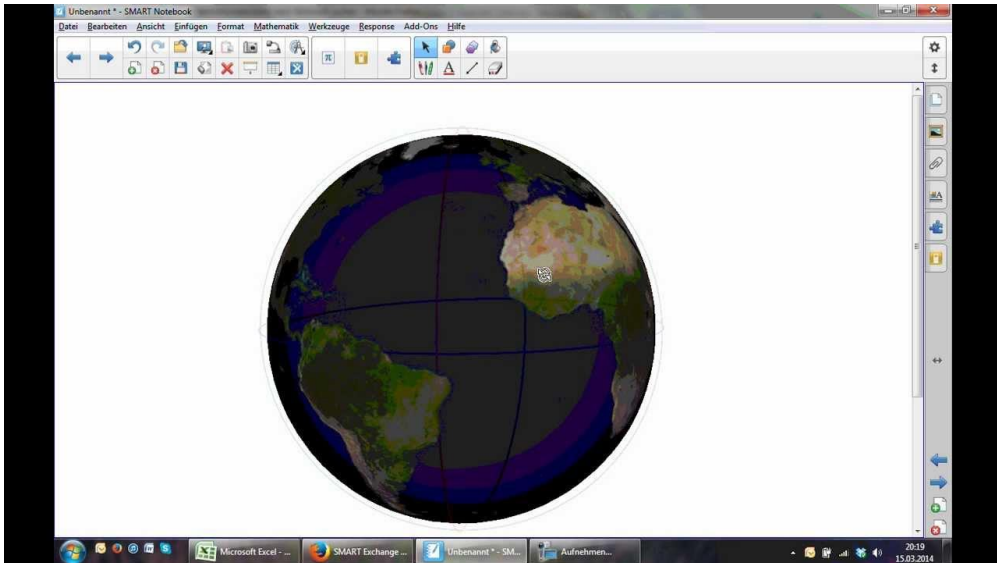 Unbenannt * - SMART Notebook
Datei Bearbeiten Ansicht Einfügen Format Mathematik Werkzeuge Response Add-Ons Hilfe
π
A
Microsoft Excel - ...
SMART Exchange ...
Unbenannt * - SM...
Aufnehmen...
20:19
15.03.2014